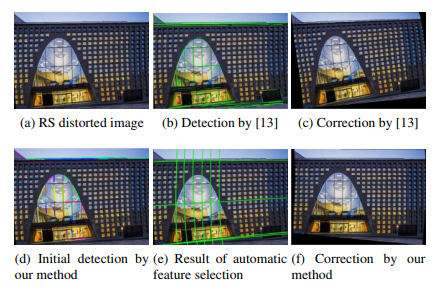 (a) RS distorted image
(b) Detection by [13]
(c) Correction by [13]
(d) Initial detection by our method
(e) Result of automatic feature selection
(f) Correction by our method